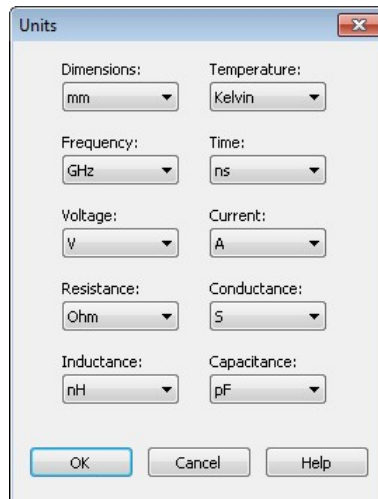 Units
Dimensions: Temperature:
mm Kelvin
Frequency: Time:
GHz ns
Voltage: Current:
V A
Resistance: Conductance:
Ohm S
Inductance: Capacitance:
nH pF
OK Cancel Help